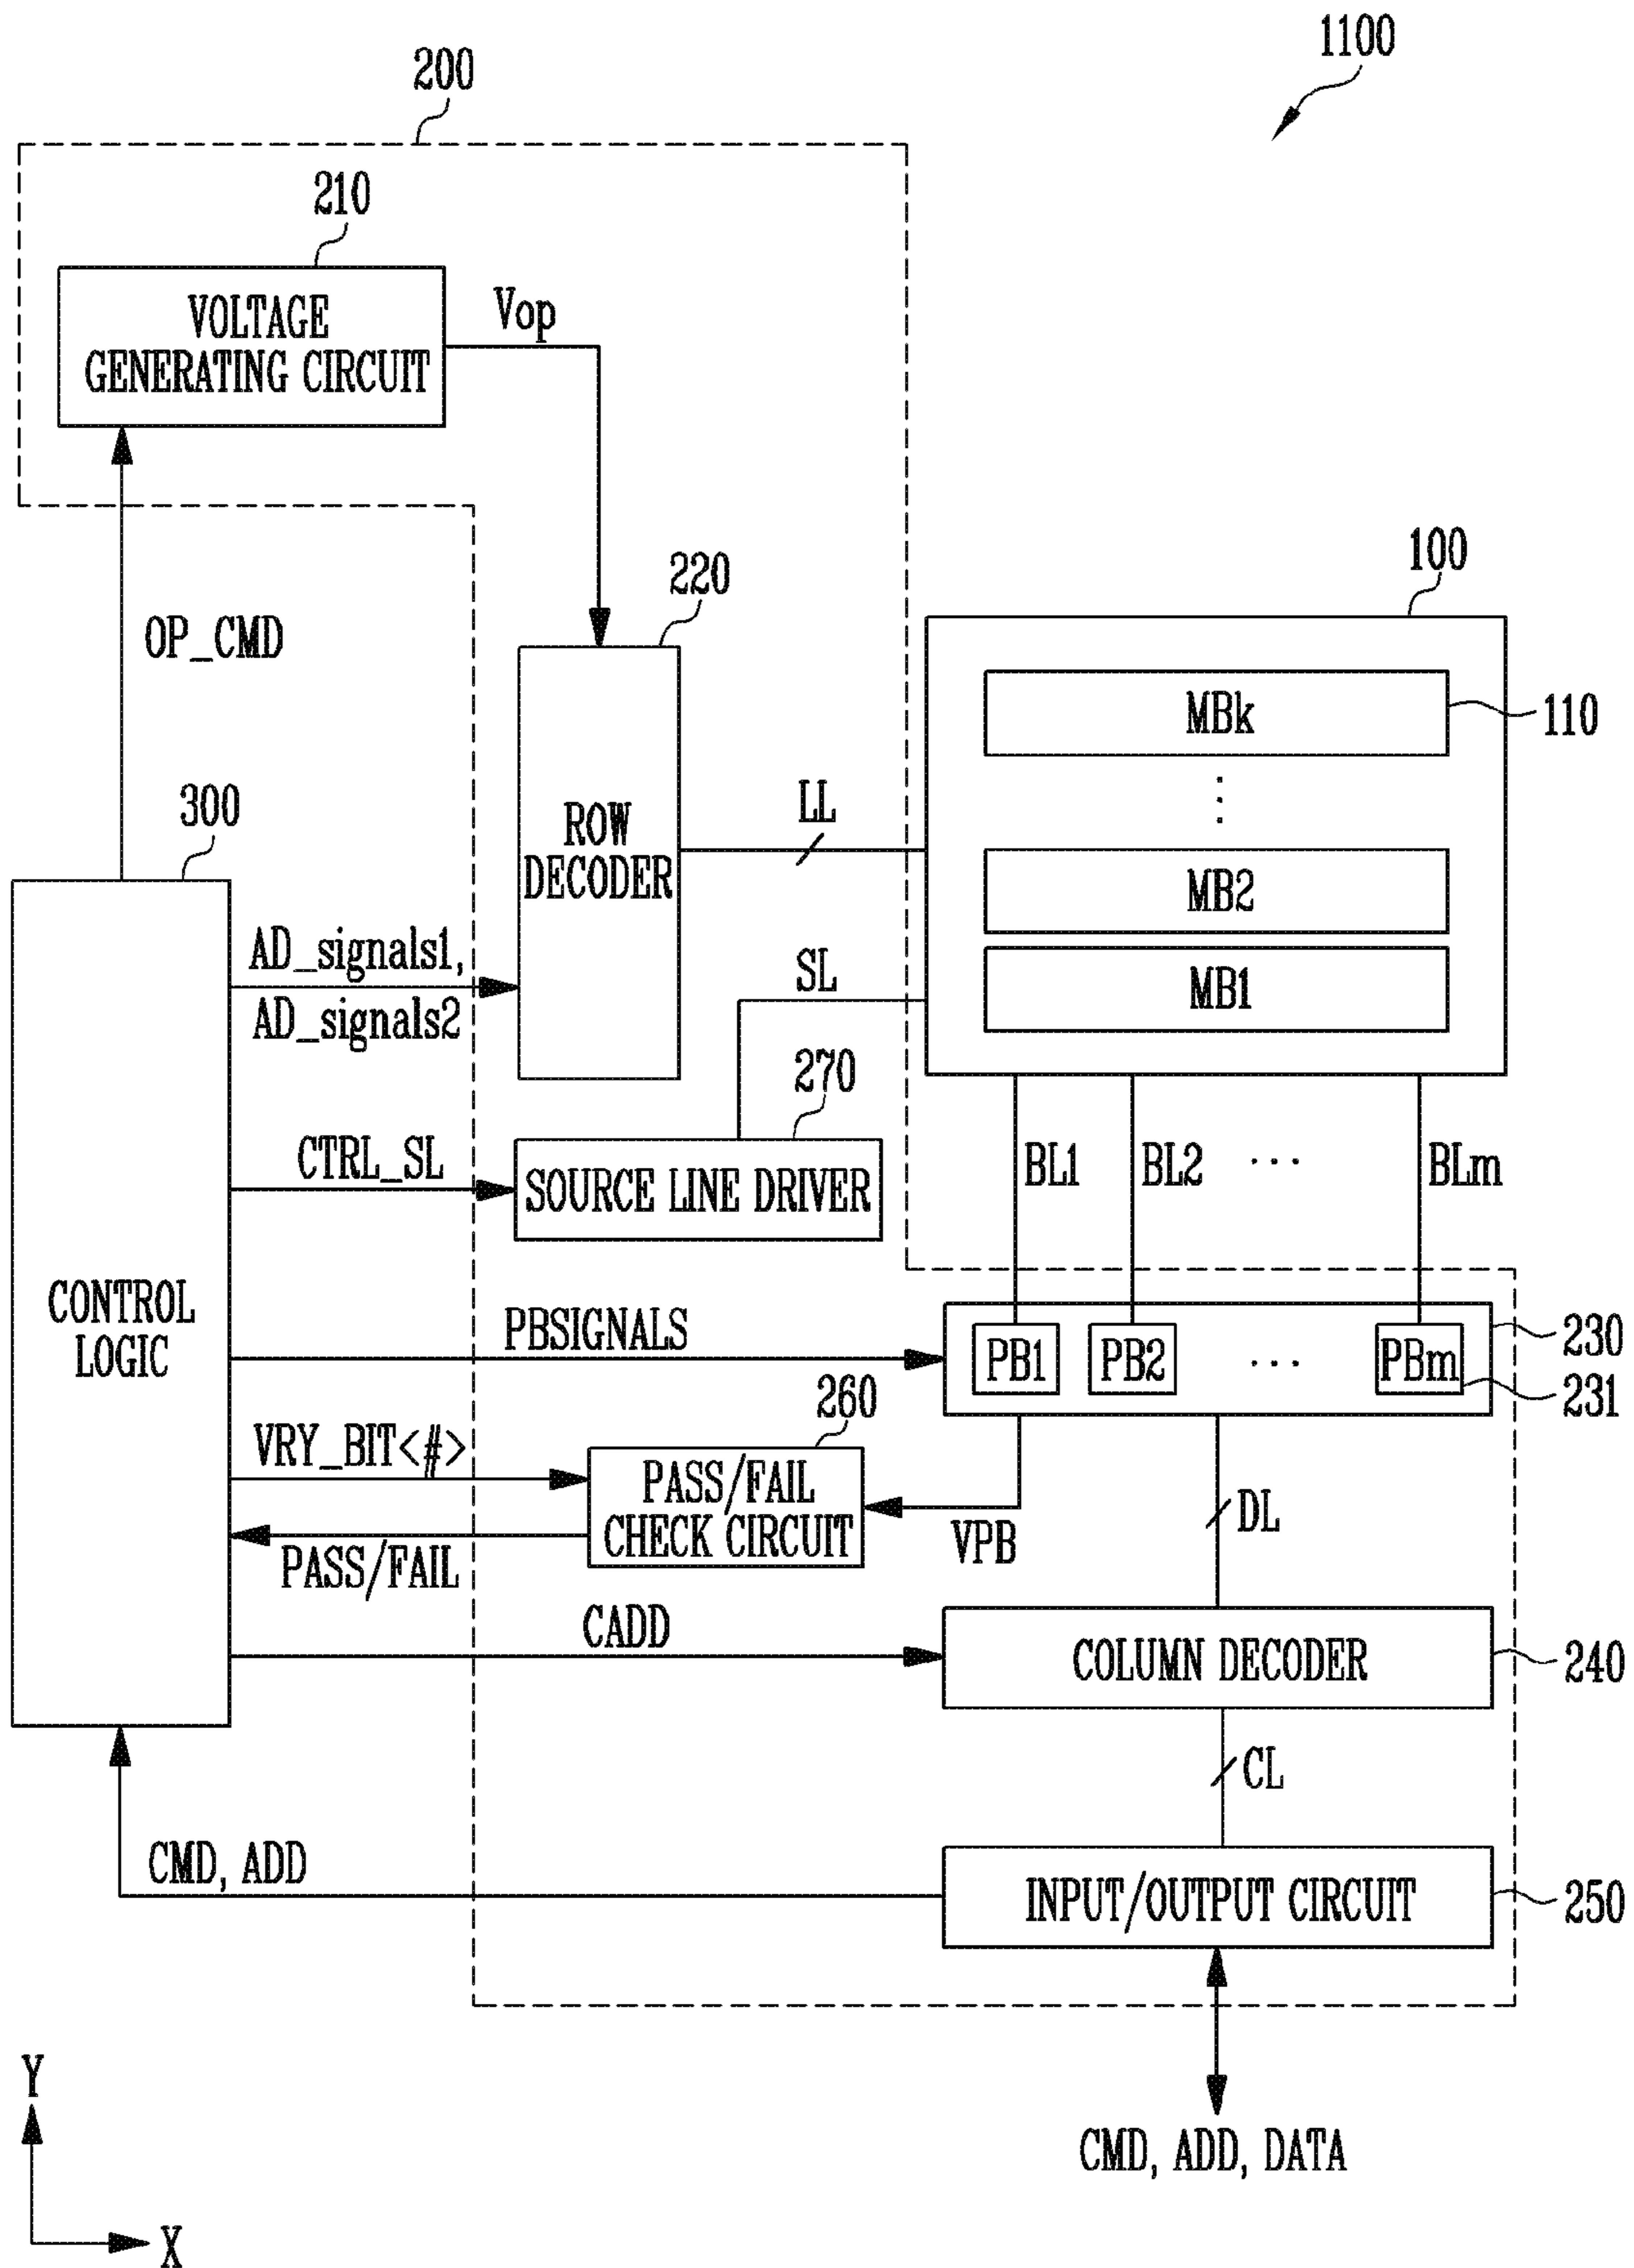 1100
200
210
VOLTAGE
GENERATING CIRCUIT
Vop
OP_CMD
220
ROW
DECODER
100
MBk
110
⋮
MB2
MB1
LL
SL
300
CONTROL
LOGIC
AD_signals1,
AD_signals2
270
CTRL_SL
SOURCE LINE DRIVER
BL1
BL2
...
BLm
PBSIGNALS
PB1
PB2
...
PBm
230
231
260
VRY_BIT<#>
PASS/FAIL
CHECK CIRCUIT
PASS/FAIL
VPB
DL
CADD
COLUMN DECODER
240
CL
CMD, ADD
INPUT/OUTPUT CIRCUIT
250
CMD, ADD, DATA
Y
X